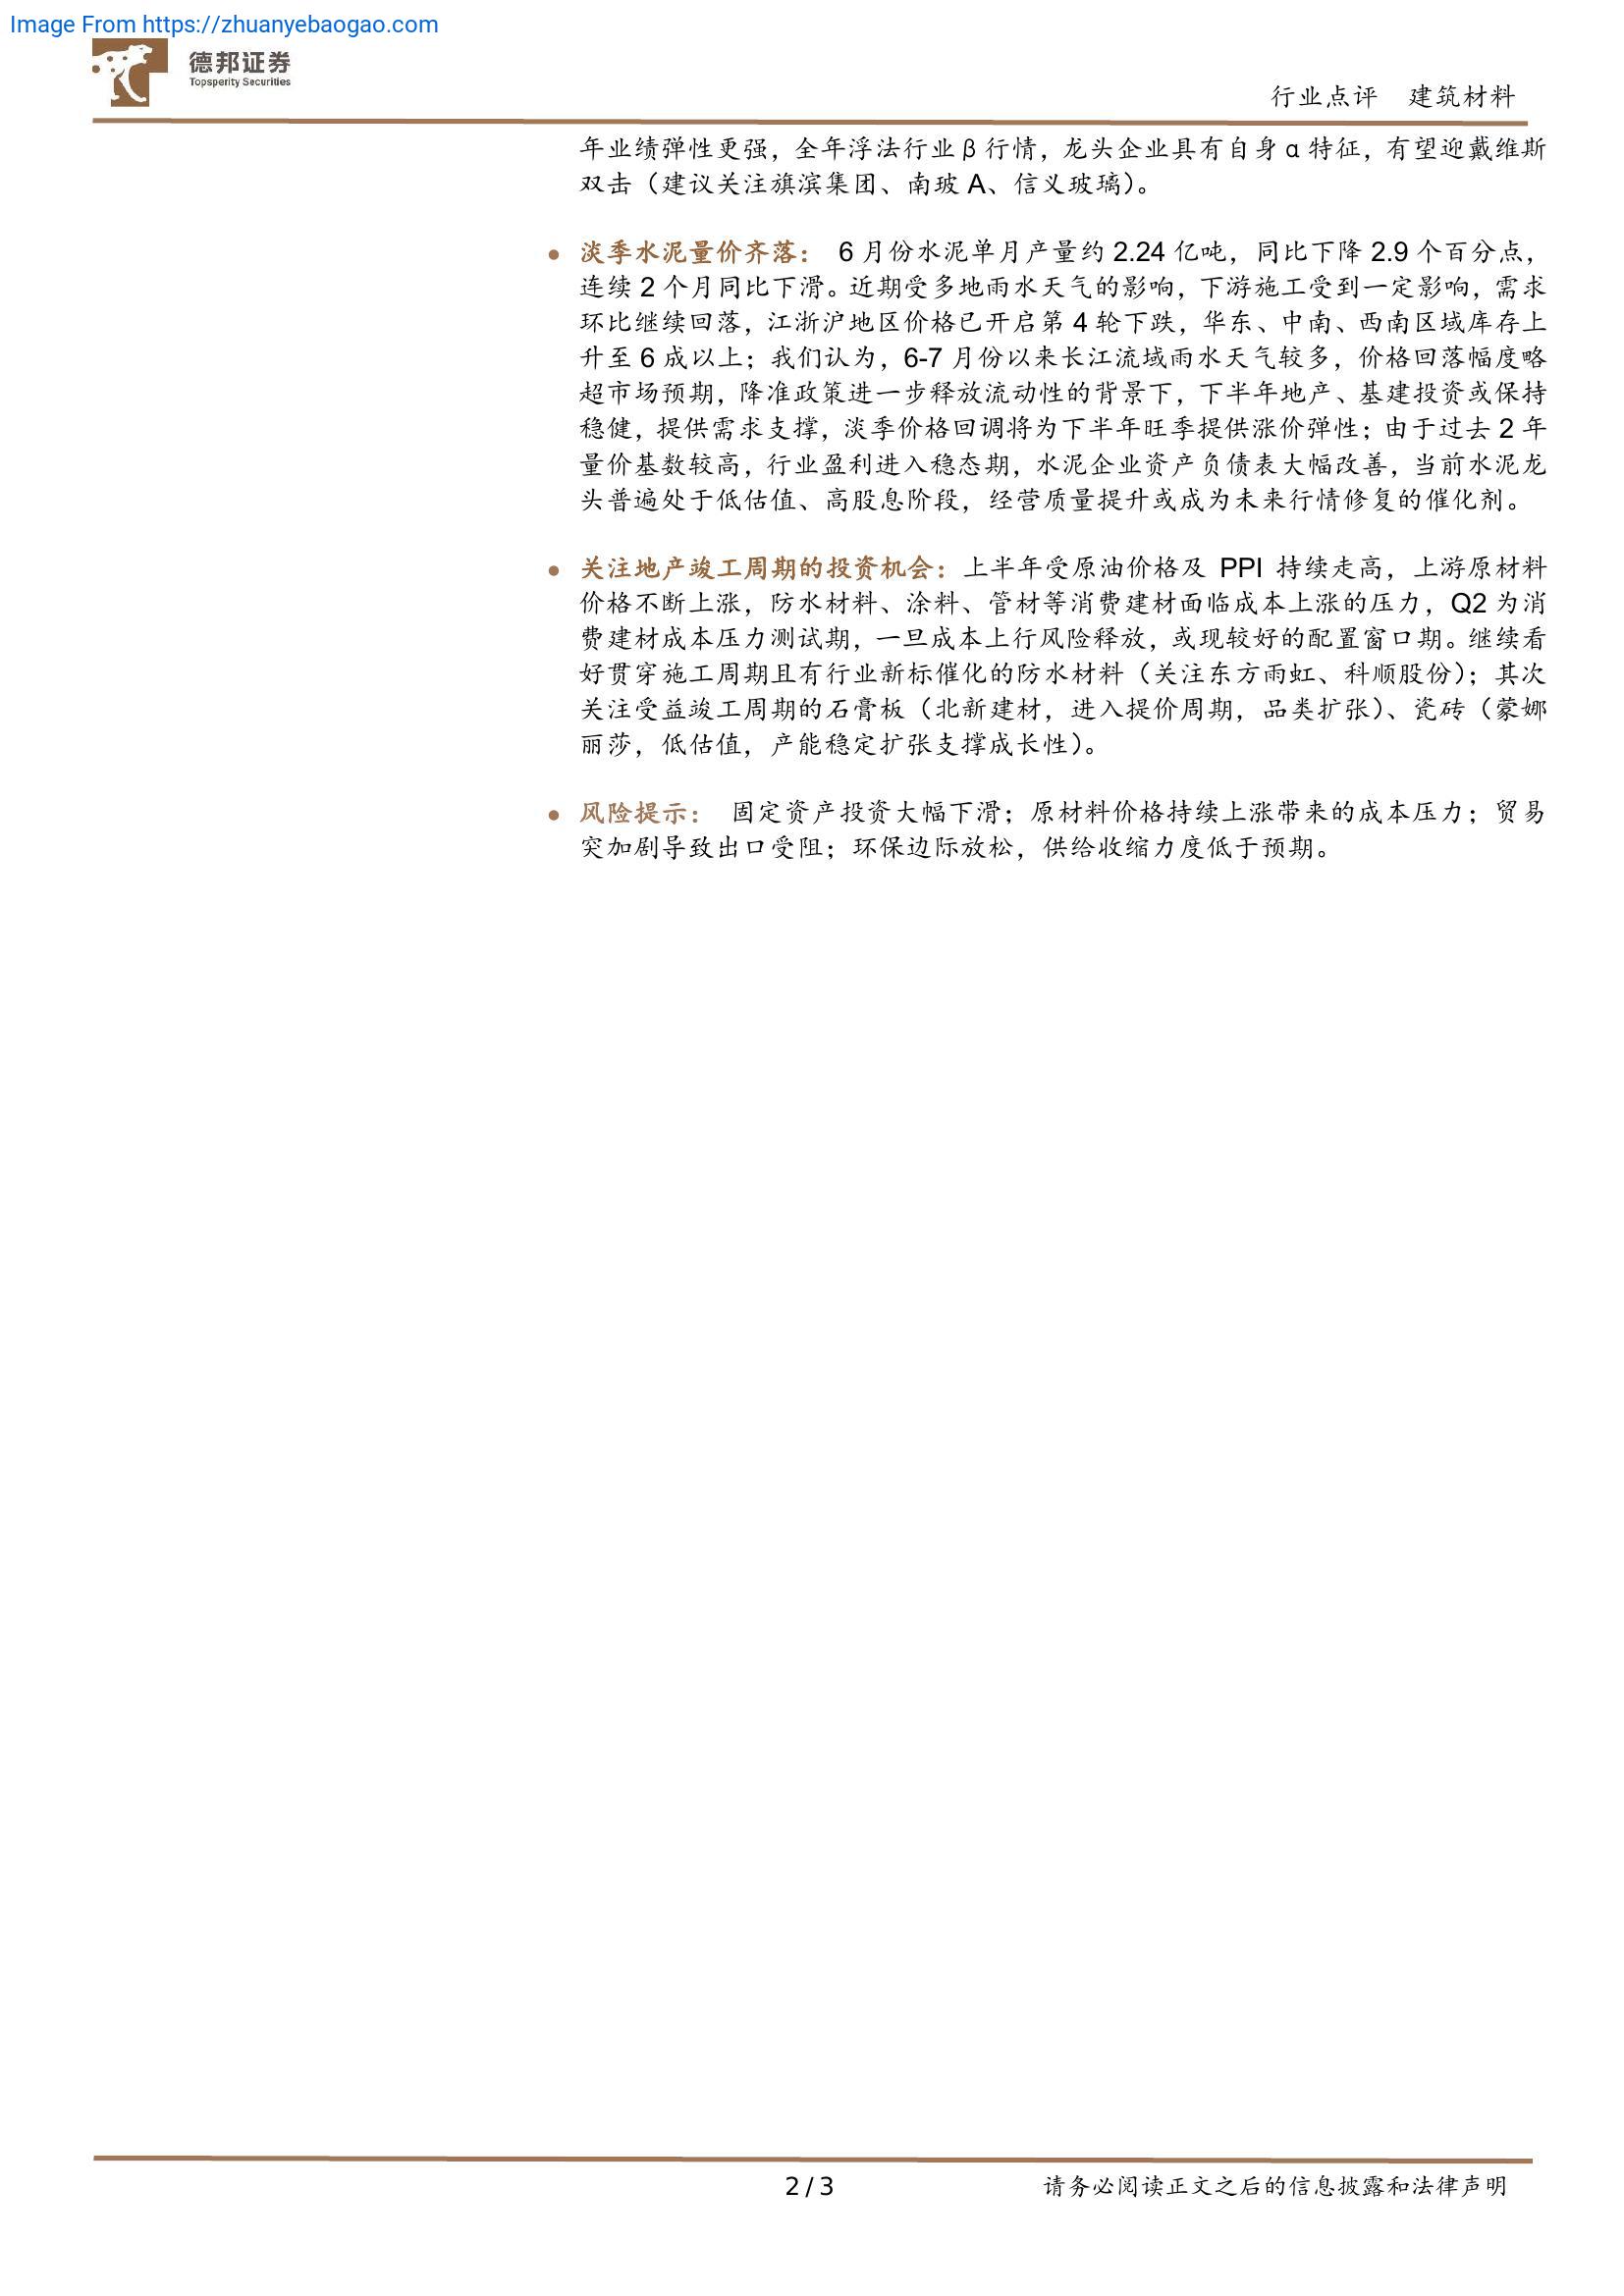 Image From https://zhuanyebaogao.com
德邦证券
Topsperity Securities
行业点评 建筑材料
年业绩弹性更强，全年浮法行业β行情，龙头企业具有自身α特征，有望迎戴维斯
双击（建议关注旗滨集团、南玻 A、信义玻璃）。
● 淡季水泥量价齐落： 6 月份水泥单月产量约 2.24 亿吨，同比下降 2.9 个百分点，
连续 2 个月同比下滑。近期受多地雨水天气的影响，下游施工受到一定影响，需求
环比继续回落，江浙沪地区价格已开启第 4 轮下跌，华东、中南、西南区域库存上
升至 6 成以上；我们认为，6-7 月份以来长江流域雨水天气较多，价格回落幅度略
超市场预期，降准政策进一步释放流动性的背景下，下半年地产、基建投资或保持
稳健，提供需求支撑，淡季价格回调将为下半年旺季提供涨价弹性；由于过去 2 年
量价基数较高，行业盈利进入稳态期，水泥企业资产负债表大幅改善，当前水泥龙
头普遍处于低估值、高股息阶段，经营质量提升或成为未来行情修复的催化剂。
● 关注地产竣工周期的投资机会：上半年受原油价格及 PPI 持续走高，上游原材料
价格不断上涨，防水材料、涂料、管材等消费建材面临成本上涨的压力，Q2 为消
费建材成本压力测试期，一旦成本上行风险释放，或现较好的配置窗口期。继续看
好贯穿施工周期且有行业新标催化的防水材料（关注东方雨虹、科顺股份）；其次
关注受益竣工周期的石膏板（北新建材，进入提价周期，品类扩张）、瓷砖（蒙娜
丽莎，低估值，产能稳定扩张支撑成长性）。
● 风险提示： 固定资产投资大幅下滑；原材料价格持续上涨带来的成本压力；贸易
突加剧导致出口受阻；环保边际放松，供给收缩力度低于预期。
2 / 3
请务必阅读正文之后的信息披露和法律声明